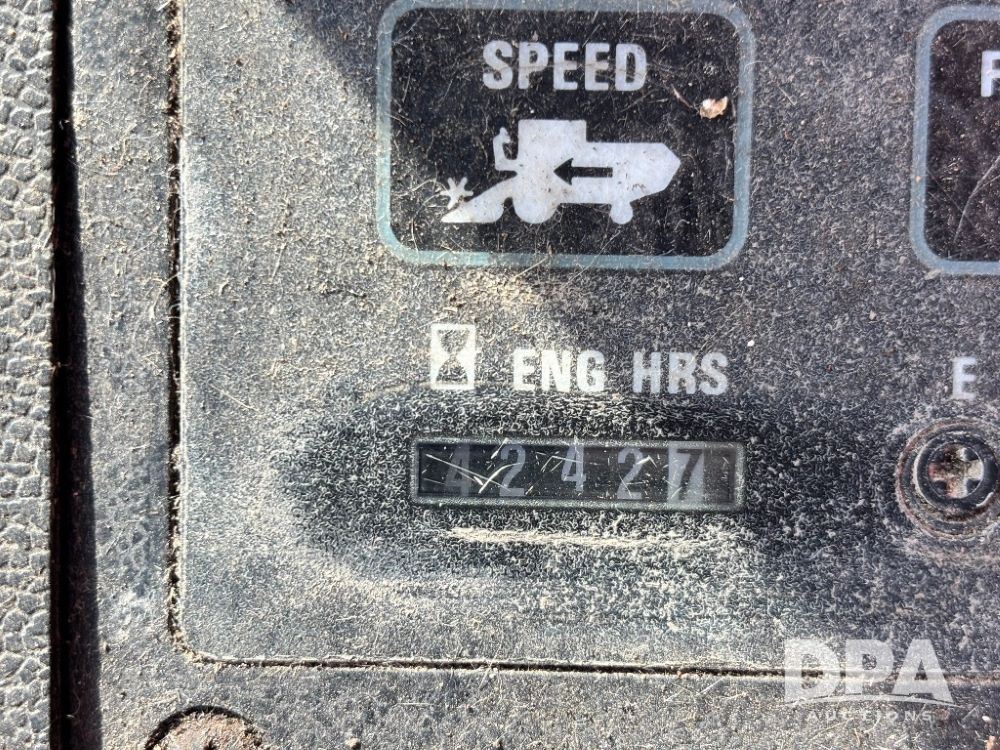 SPEED
F
ENG HRS
E
42427
DPA
AUCTIONS